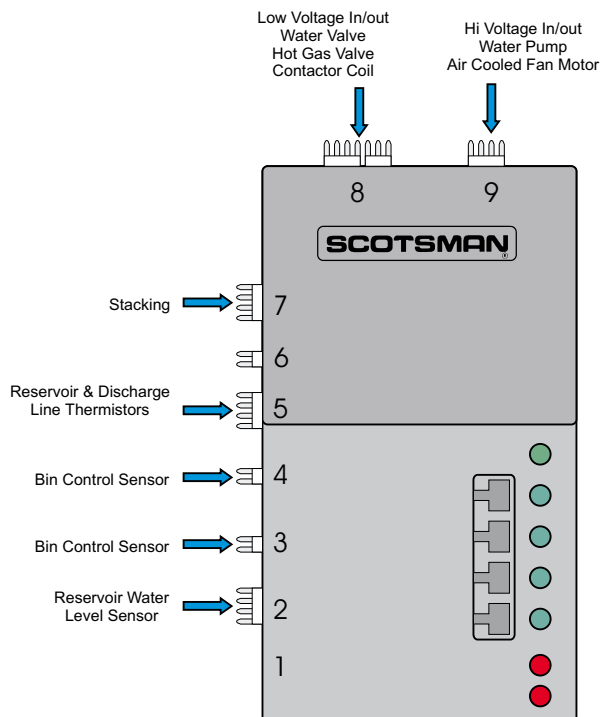 Low Voltage In/out
Water Valve
Hot Gas Valve
Contactor Coil
Hi Voltage In/out
Water Pump
Air Cooled Fan Motor
8
9
SCOTSMAN®
Stacking
7
6
Reservoir & Discharge
Line Thermistors
5
Bin Control Sensor
4
Bin Control Sensor
3
Reservoir Water
Level Sensor
2
1